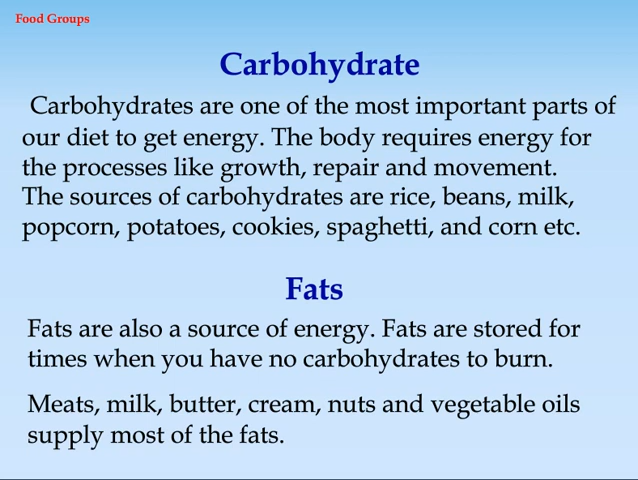 Food Groups
Carbohydrate
Carbohydrates are one of the most important parts of
our diet to get energy. The body requires energy for
the processes like growth, repair and movement.
The sources of carbohydrates are rice, beans, milk,
popcorn, potatoes, cookies, spaghetti, and corn etc.
Fats
Fats are also a source of energy. Fats are stored for
times when you have no carbohydrates to burn.
Meats, milk, butter, cream, nuts and vegetable oils
supply most of the fats.